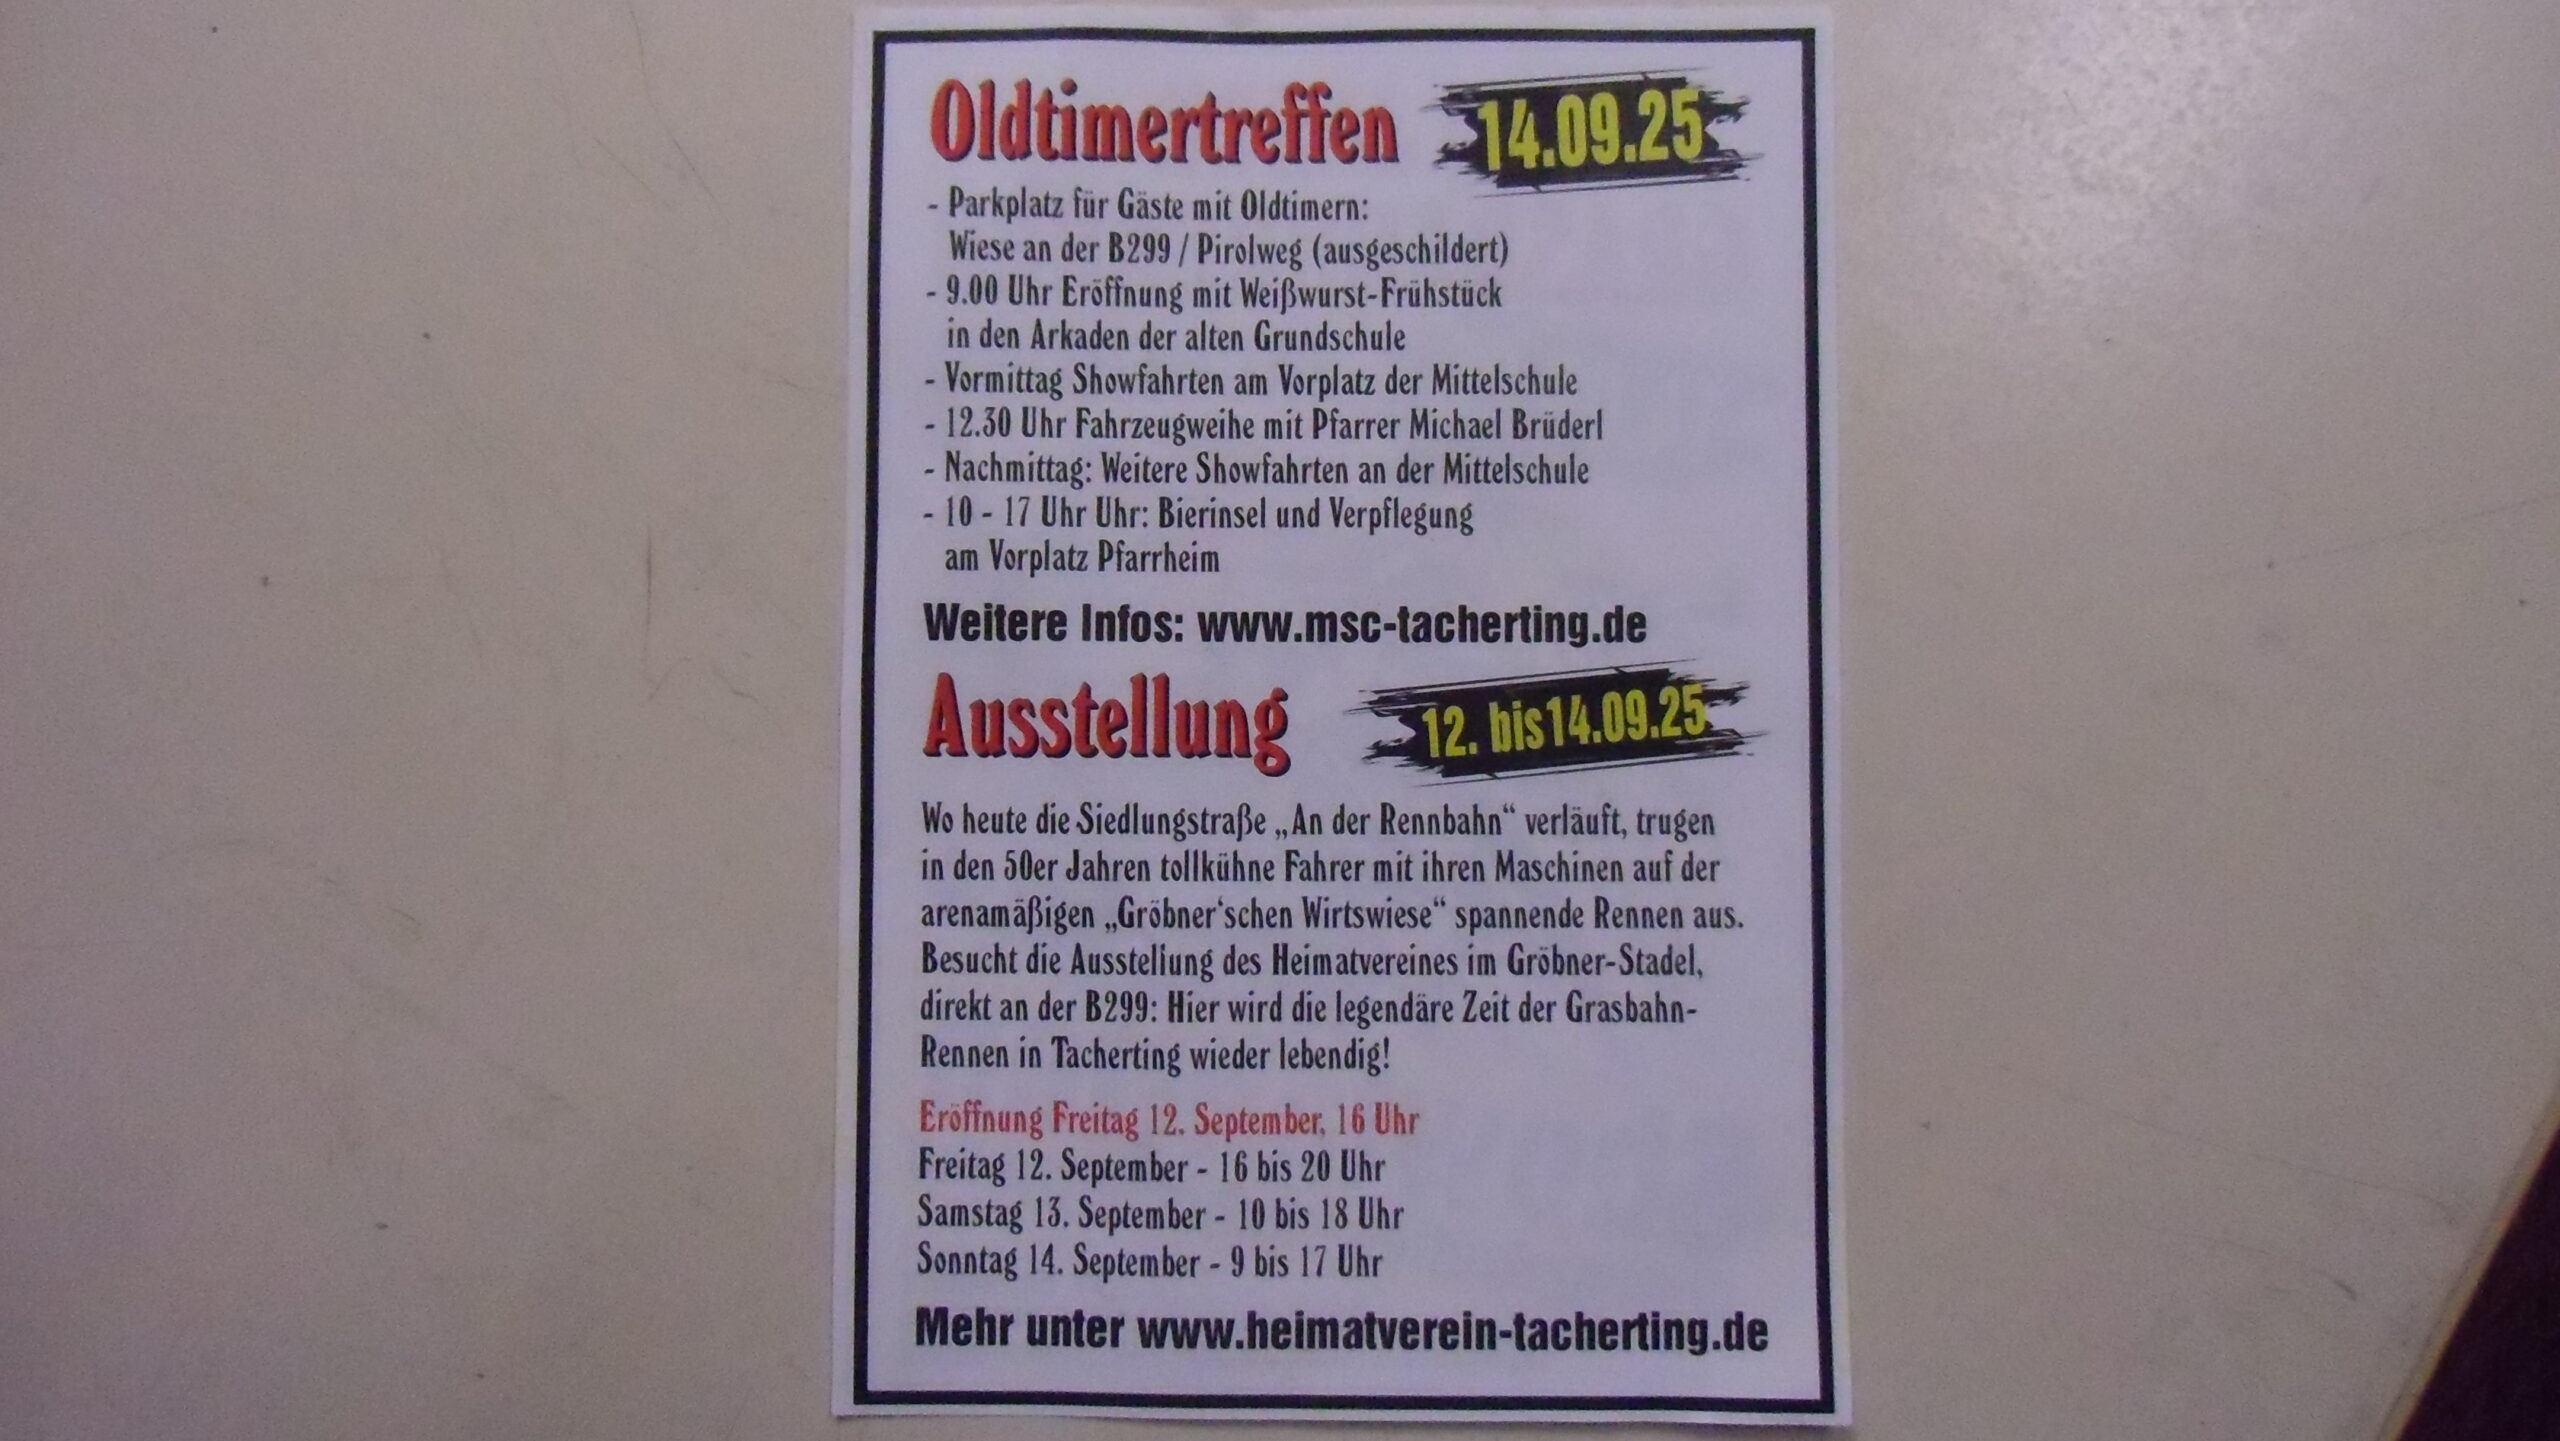 Oldtimertreffen 14.09.25
- Parkplatz für Gäste mit Oldtimern:
Wiese an der B299 / Pirolweg (ausgeschildert)
- 9.00 Uhr Eröffnung mit Weißwurst-Frühstück
in den Arkaden der alten Grundschule
- Vormittag Showfahrten am Vorplatz der Mittelschule
- 12.30 Uhr Fahrzeugweihe mit Pfarrer Michael Brüderl
- Nachmittag: Weitere Showfahrten an der Mittelschule
- 10 - 17 Uhr Uhr: Bierinsel und Verpflegung
am Vorplatz Pfarrheim
Weitere Infos: www.msc-tacherting.de
Ausstellung 12. bis 14.09.25
Wo heute die Siedlungstraße „An der Rennbahn“ verläuft, trugen
in den 50er Jahren tollkühne Fahrer mit ihren Maschinen auf der
arenamäßigen „Gröbner‘schen Wirtswiese“ spannende Rennen aus.
Besucht die Ausstellung des Heimatvereines im Gröbner-Stadel,
direkt an der B299: Hier wird die legendäre Zeit der Grasbahn-
Rennen in Tacherting wieder lebendig!
Eröffnung Freitag 12. September, 16 Uhr
Freitag 12. September - 16 bis 20 Uhr
Samstag 13. September - 10 bis 18 Uhr
Sonntag 14. September - 9 bis 17 Uhr
Mehr unter www.heimatverein-tacherting.de